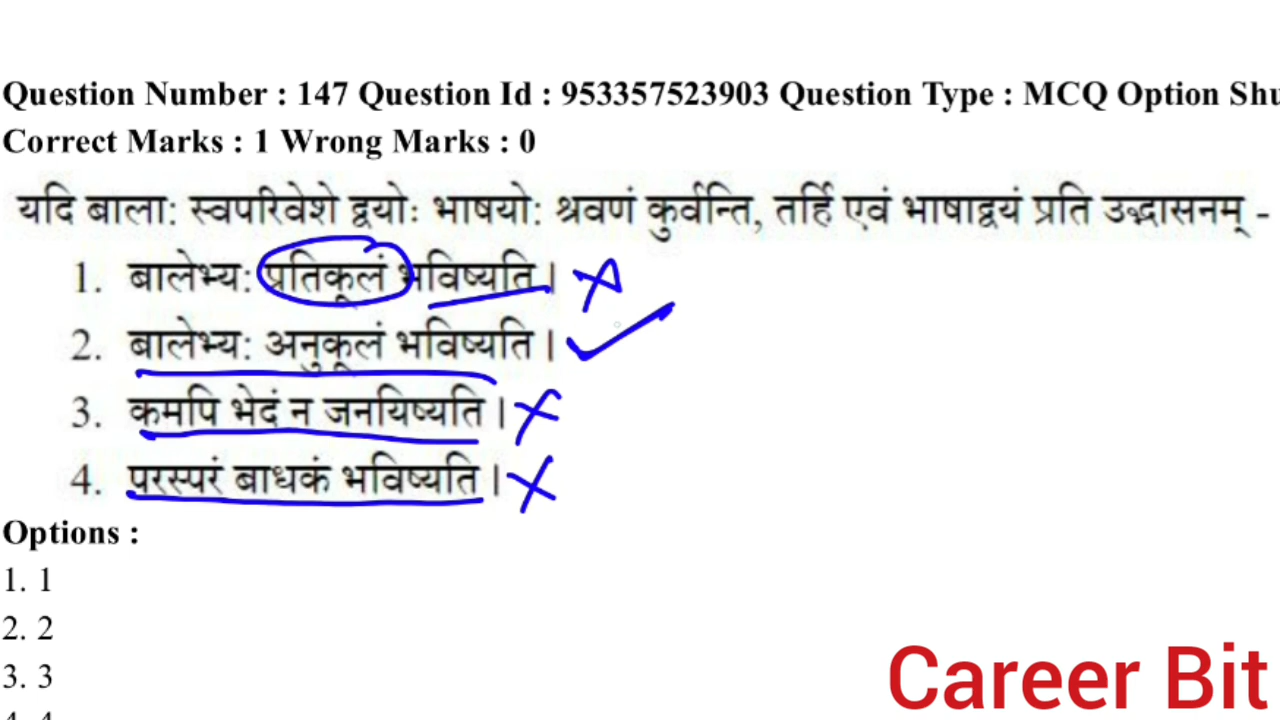 Question Number : 147 Question Id : 953357523903 Question Type : MCQ Option Shu
Correct Marks : 1 Wrong Marks : 0
यदि बालाः स्वपरिवेशे द्वयोः भाषयोः श्रवणं कुर्वन्ति, तर्हि एवं भाषाद्वयं प्रति उद्भासनम् -
1. बालेभ्यः प्रतिकूलं भविष्यति।
2. बालेभ्यः अनुकूलं भविष्यति।
3. कमपि भेदं न जनयिष्यति।
4. परस्परं बाधकं भविष्यति।
Options :
1. 1
2. 2
3. 3
4. 4
Career Bit